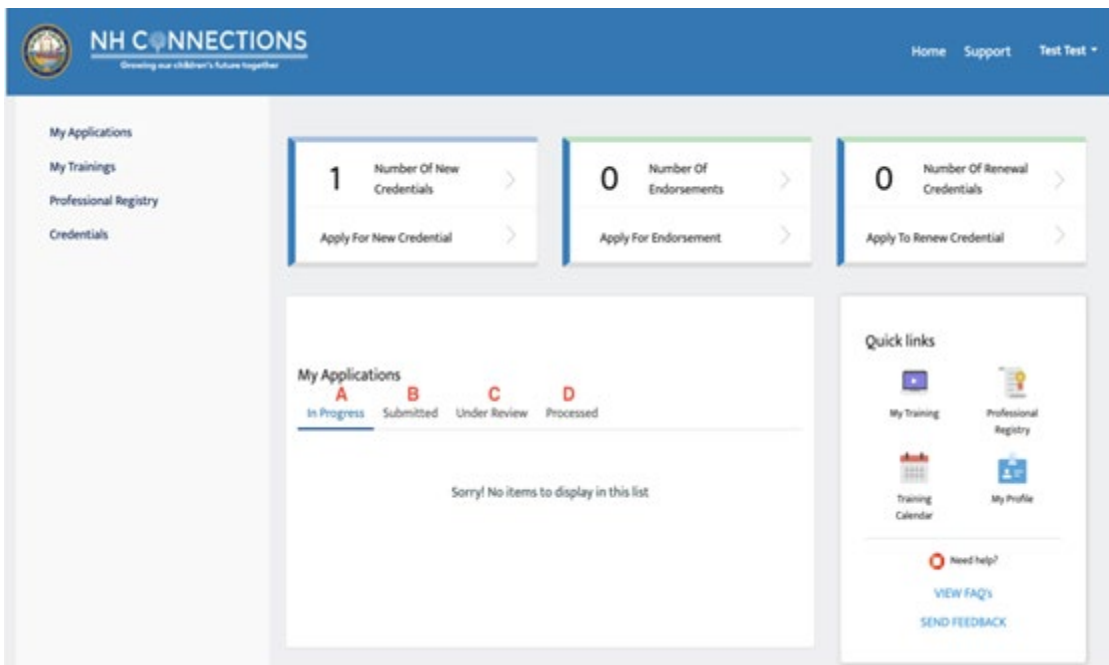 NH CONNECTIONS
Growing our children's future together
Home Support Test Test
My Applications
My Trainings
Professional Registry
Credentials
1 Number Of New
Credentials
Apply For New Credential
0 Number Of
Endorsements
Apply For Endorsement
0 Number Of Renewal
Credentials
Apply To Renew Credential
My Applications
A B C D
In Progress Submitted Under Review Processed
Sorry! No items to display in this list
Quick links
My Training
Professional
Registry
Training
Calendar
My Profile
Need help?
VIEW FAQ's
SEND FEEDBACK